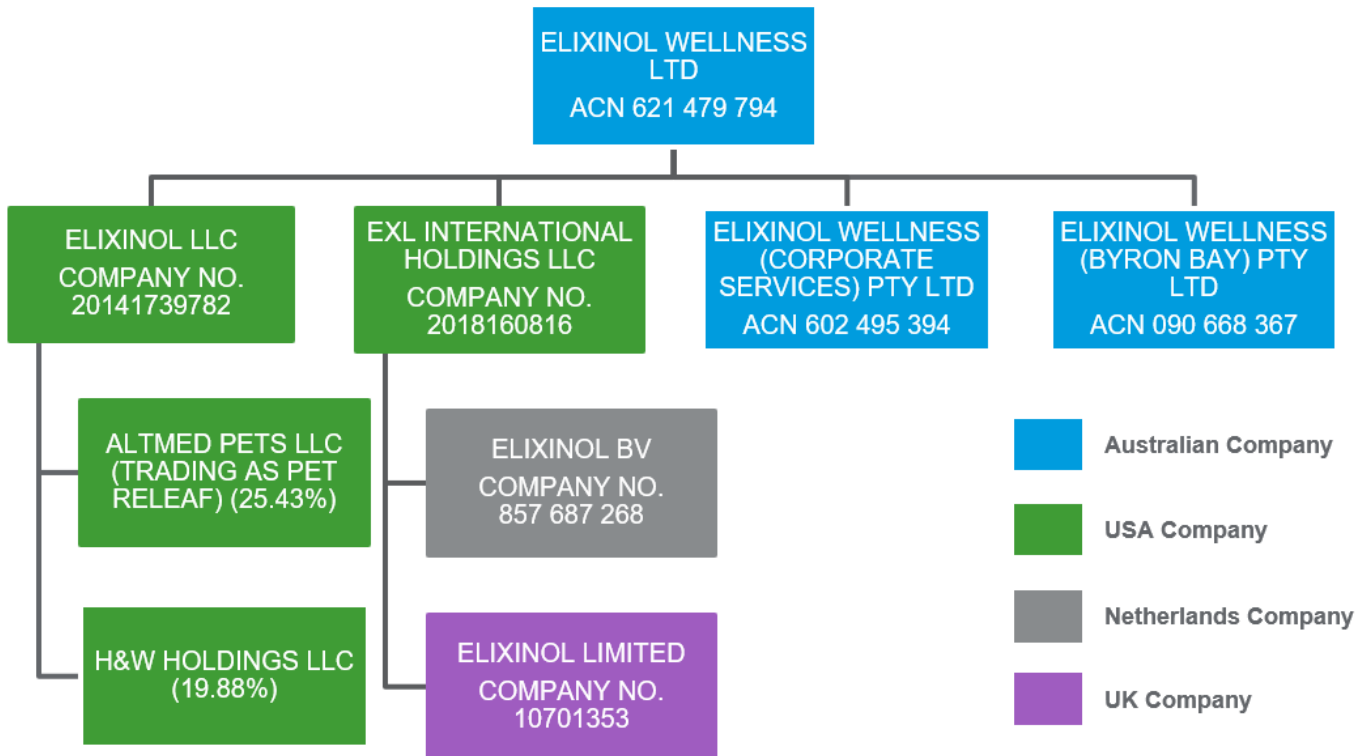 ELIXINOL WELLNESS
LTD
ACN 621 479 794
ELIXINOL LLC
COMPANY NO.
20141739782
EXL INTERNATIONAL
HOLDINGS LLC
COMPANY NO.
2018160816
ELIXINOL WELLNESS
(CORPORATE
SERVICES) PTY LTD
ACN 602 495 394
ELIXINOL WELLNESS
(BYRON BAY) PTY
LTD
ACN 090 668 367
ALTMED PETS LLC
(TRADING AS PET
RELEAF) (25.43%)
ELIXINOL BV
COMPANY NO.
857 687 268
H&W HOLDINGS LLC
(19.88%)
ELIXINOL LIMITED
COMPANY NO.
10701353
Australian Company
USA Company
Netherlands Company
UK Company